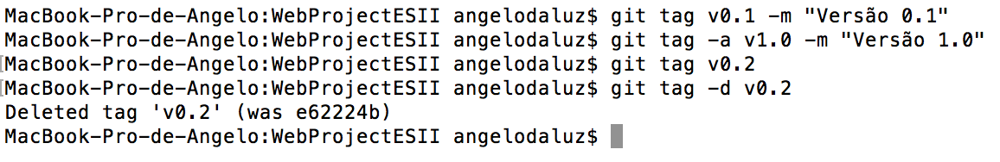 MacBook-Pro-de-Angelo:WebProjectESII angelodaluz$ git tag v0.1 -m "Versão 0.1"
MacBook-Pro-de-Angelo:WebProjectESII angelodaluz$ git tag -a v1.0 -m "Versão 1.0"
[MacBook-Pro-de-Angelo:WebProjectESII angelodaluz$ git tag v0.2
[MacBook-Pro-de-Angelo:WebProjectESII angelodaluz$ git tag -d v0.2
Deleted tag 'v0.2' (was e62224b)
MacBook-Pro-de-Angelo:WebProjectESII angelodaluz$